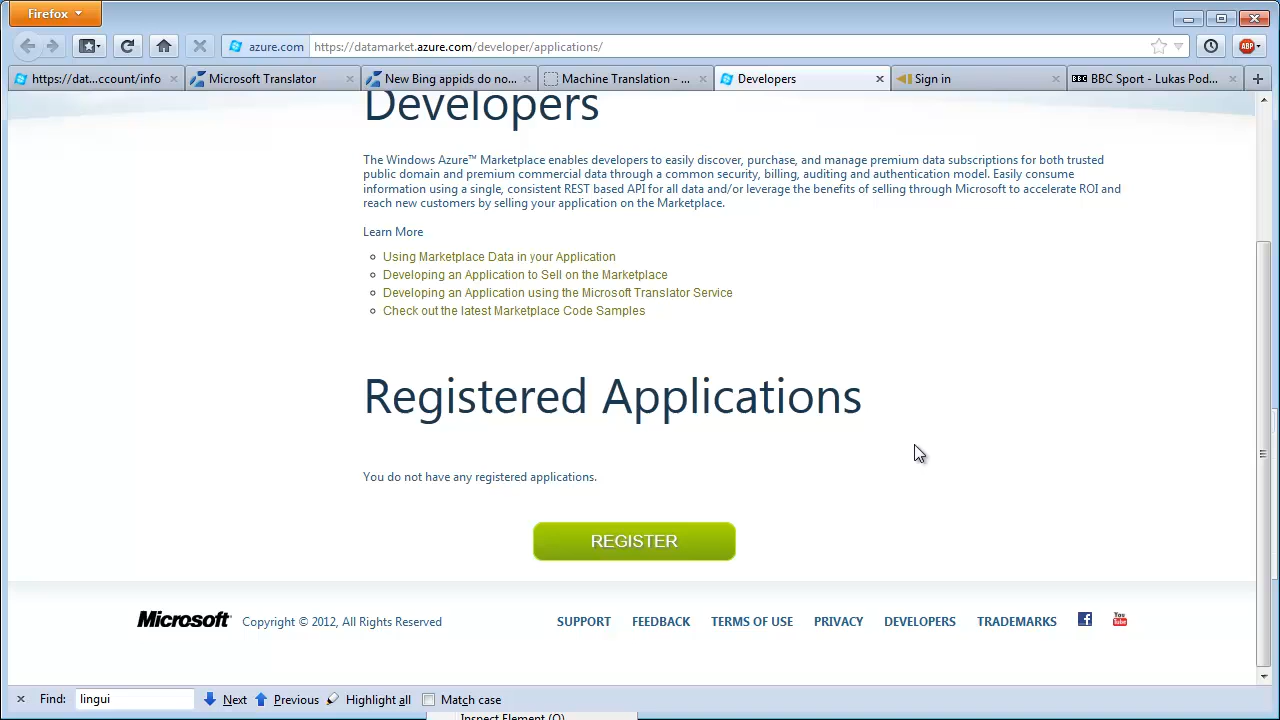 Firefox
azure.com https://datamarket.azure.com/developer/applications/
ABP
https://dat...ccount/info
Microsoft Translator
New Bing appids do no...
Machine Translation - ...
Developers
Sign in
BBC
BBC Sport - Lukas Pod...
Developers
The Windows Azure™ Marketplace enables developers to easily discover, purchase, and manage premium data subscriptions for both trusted
public domain and premium commercial data through a common security, billing, auditing and authentication model. Easily consume
information using a single, consistent REST based API for all data and/or leverage the benefits of selling through Microsoft to accelerate ROI and
reach new customers by selling your application on the Marketplace.
Learn More
Using Marketplace Data in your Application
Developing an Application to Sell on the Marketplace
Developing an Application using the Microsoft Translator Service
Check out the latest Marketplace Code Samples
Registered Applications
You do not have any registered applications.
REGISTER
Microsoft Copyright © 2012, All Rights Reserved SUPPORT FEEDBACK TERMS OF USE PRIVACY DEVELOPERS TRADEMARKS f You Tube
Find: lingui Next Previous Highlight all Match case
Inspect Element (Q)